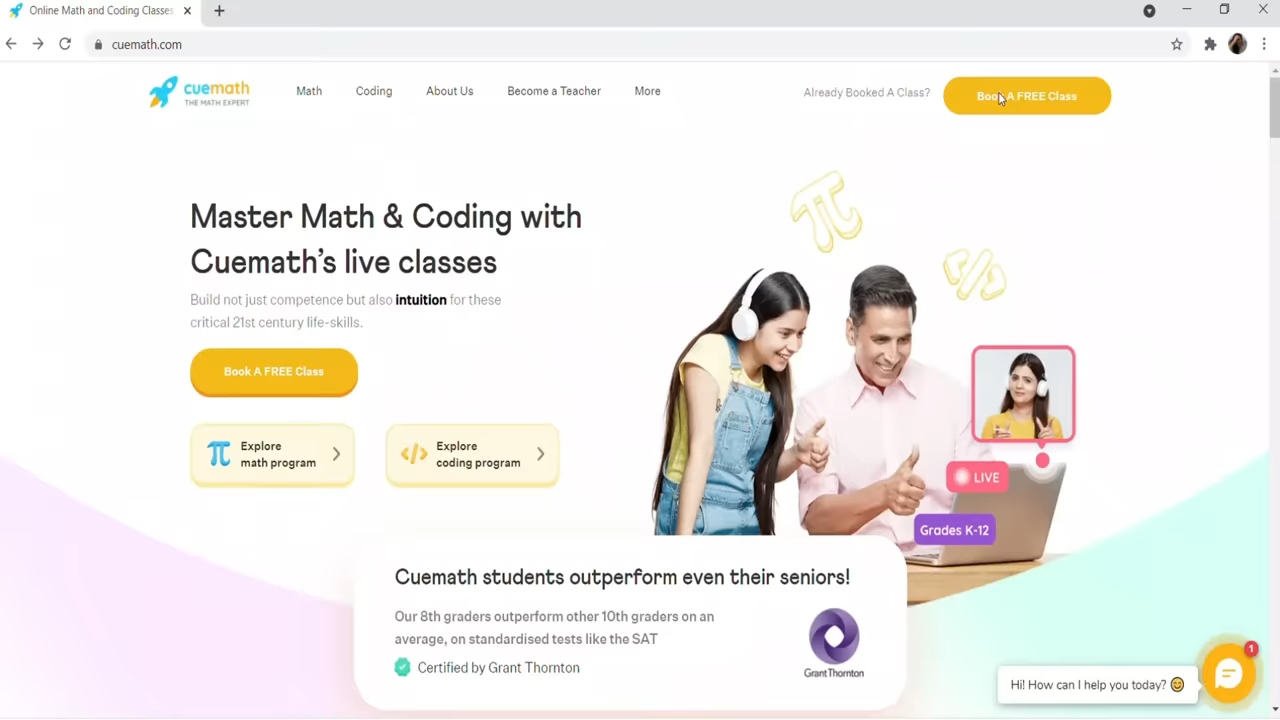 Online Math and Coding Classes
cuemath.com
cuemath
THE MATH EXPERT
Math
Coding
About Us
Become a Teacher
More
Already Booked A Class?
Book A FREE Class
Master Math & Coding with
Cuemath's live classes
Build not just competence but also intuition for these
critical 21st century life-skills.
Book A FREE Class
Explore
math program
Explore
coding program
LIVE
Grades K-12
Cuemath students outperform even their seniors!
Our 8th graders outperform other 10th graders on an
average, on standardised tests like the SAT
Certified by Grant Thornton
GrantThornton
Hi! How can I help you today? 😊
1